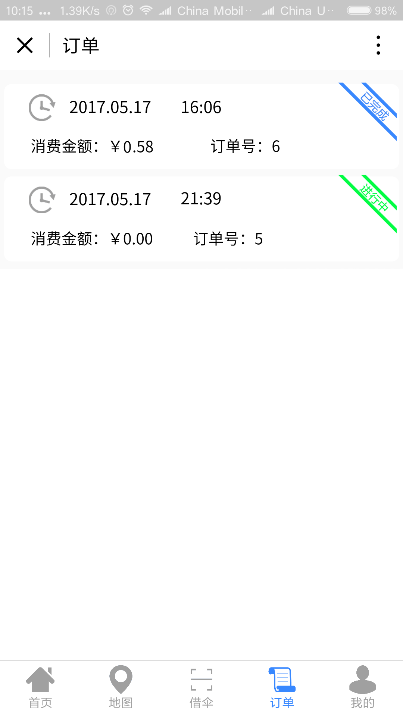 10:15 ... 1.39K/s China Mobil·· China U·· 98%
订单
2017.05.17 16:06 已完成
消费金额：￥0.58 订单号：6
2017.05.17 21:39 进行中
消费金额：￥0.00 订单号：5
首页 地图 借伞 订单 我的